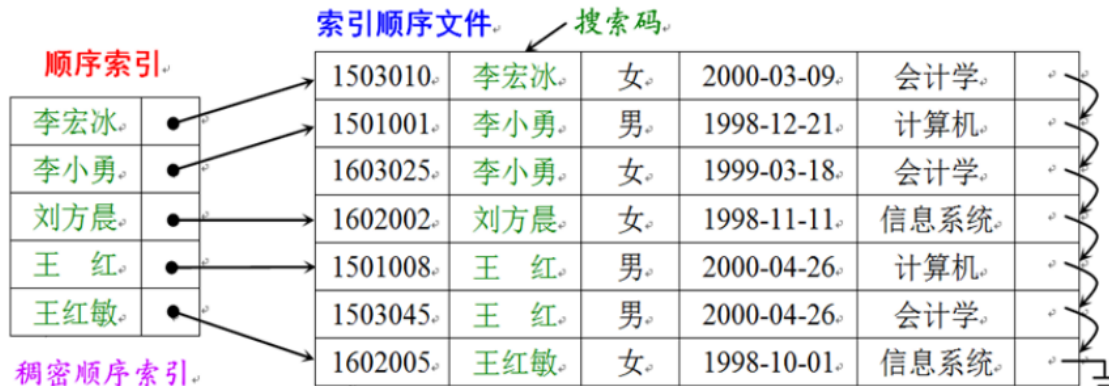 索引顺序文件 搜索码
顺序索引
李宏冰
李小勇
刘方晨
王 红
王红敏
稠密顺序索引
1503010 李宏冰 女 2000-03-09 会计学
1501001 李小勇 男 1998-12-21 计算机
1603025 李小勇 女 1999-03-18 会计学
1602002 刘方晨 女 1998-11-11 信息系统
1501008 王 红 男 2000-04-26 计算机
1503045 王 红 男 2000-04-26 会计学
1602005 王红敏 女 1998-10-01 信息系统